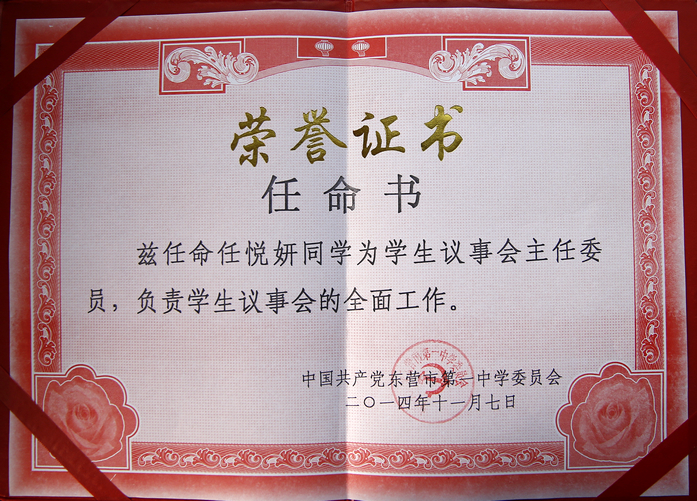 荣誉证书
任命书
兹任命任悦妍同学为学生议事会主任委
员，负责学生议事会的全面工作。
中国共产党东营市第一中学委员会
二〇一四年十一月七日